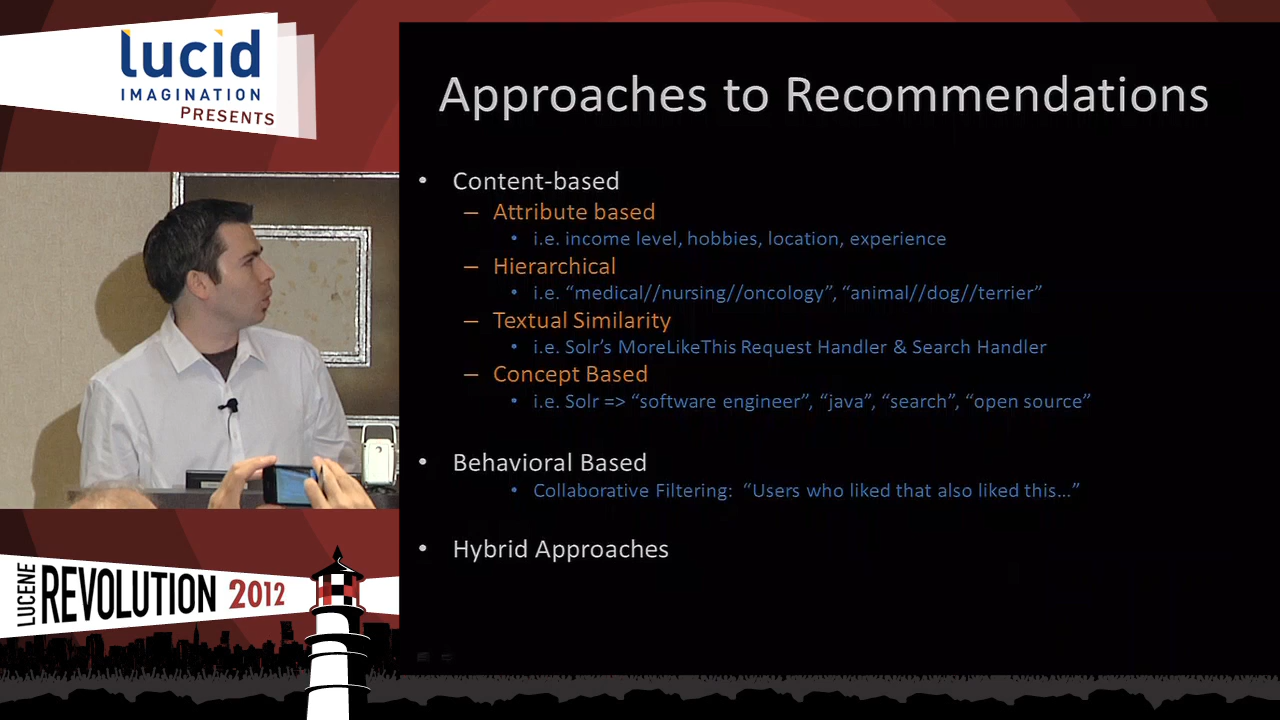 lucid
IMAGINATION
PRESENTS
Approaches to Recommendations
• Content-based
– Attribute based
• i.e. income level, hobbies, location, experience
– Hierarchical
• i.e. “medical//nursing//oncology”, “animal//dog//terrier”
– Textual Similarity
• i.e. Solr’s MoreLikeThis Request Handler & Search Handler
– Concept Based
• i.e. Solr => “software engineer”, “java”, “search”, “open source”
• Behavioral Based
• Collaborative Filtering: “Users who liked that also liked this…”
• Hybrid Approaches
LUCENE
REVOLUTION 2012